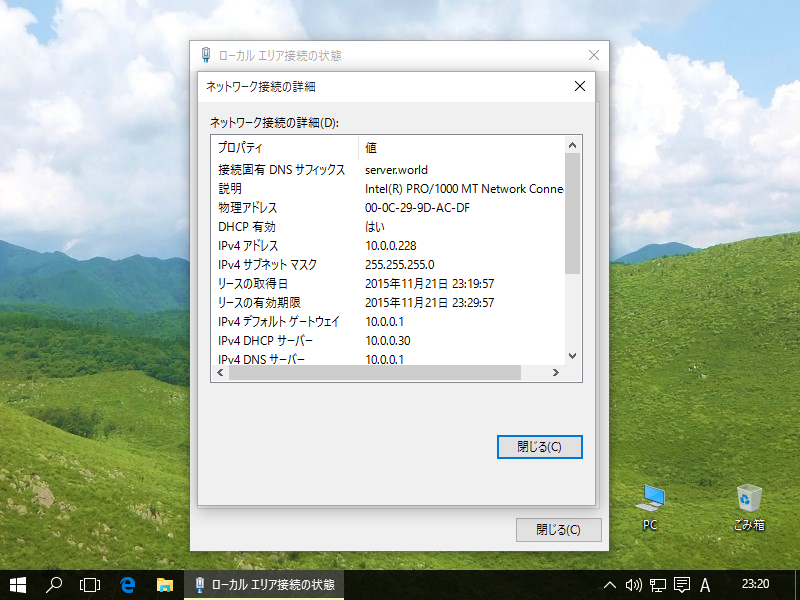 ローカル エリア接続の状態
ネットワーク接続の詳細
ネットワーク接続の詳細(D):
プロパティ 値
接続固有 DNS サフィックス server.world
説明 Intel(R) PRO/1000 MT Network Conne
物理アドレス 00-0C-29-9D-AC-DF
DHCP 有効 はい
IPv4 アドレス 10.0.0.228
IPv4 サブネット マスク 255.255.255.0
リースの取得日 2015年11月21日 23:19:57
リースの有効期限 2015年11月21日 23:29:57
IPv4 デフォルト ゲートウェイ 10.0.0.1
IPv4 DHCP サーバー 10.0.0.30
IPv4 DNS サーバー 10.0.0.1
閉じる(C)
閉じる(C)
PC
ごみ箱
ローカル エリア接続の状態
A
23:20